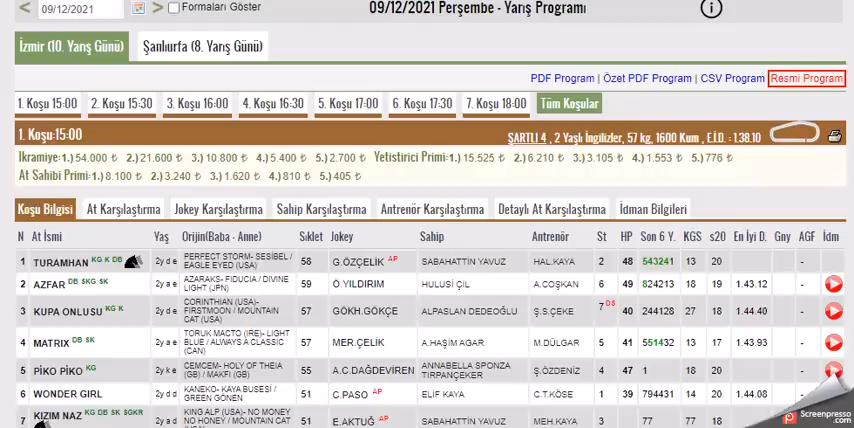 09/12/2021 Formaları Göster 09/12/2021 Perşembe - Yarış Programı
İzmir (10. Yarış Günü) Şanlıurfa (8. Yarış Günü)
PDF Program | Özet PDF Program | CSV Program Resmi Program
1. Koşu 15:00 2. Koşu 15:30 3. Koşu 16:00 4. Koşu 16:30 5. Koşu 17:00 6. Koşu 17:30 7. Koşu 18:00 Tüm Koşular
1. Koşu:15:00 ŞARTLI 4 , 2 Yaşlı İngilizler, 57 kg, 1600 Kum , E.İ.D. : 1.38.10
Ikramiye: 1.) 54.000 ₺ 2.) 21.600 ₺ 3.) 10.800 ₺ 4.) 5.400 ₺ 5.) 2.700 ₺ Yetistirici Primi: 1.) 15.525 ₺ 2.) 6.210 ₺ 3.) 3.105 ₺ 4.) 1.553 ₺ 5.) 776 ₺
At Sahibi Primi: 1.) 8.100 ₺ 2.) 3.240 ₺ 3.) 1.620 ₺ 4.) 810 ₺ 5.) 405 ₺
Koşu Bilgisi At Karşılaştırma Jokey Karşılaştırma Sahip Karşılaştırma Antrenör Karşılaştırma Detaylı At Karşılaştırma İdman Bilgileri
N At İsmi Yaş Orijin(Baba - Anne) Sıklet Jokey Sahip Antrenör St HP Son 6 Y. KGS s20 En İyi D. Gny AGF İdm
1 TURAMHAN KG K DB 2y d e PERFECT STORM- SESİBEL / EAGLE EYED (USA) 58 G.ÖZÇELİK AP SABAHATTİN YAVUZ HAL.KAYA 2 48 543241 13 20 -
2 AZFAR DB SKG SK 2y d e AZARAKS- FIDUCIA / DIVINE LIGHT (JPN) 59 Ö.YILDIRIM HULUSİ ÇİL A.COŞKAN 6 49 824213 18 19 1.43.12 -
3 KUPA ONLUSU KG K 2y k e CORINTHIAN (USA)- FIRSTMOON / MOUNTAIN CAT (USA) 57 GÖKH.GÖKÇE ALPASLAN DEDEOĞLU Ş.S.ÇEKE 7 DS 40 244128 27 18 1.44.40 -
4 MATRIX DB SK 2y a e TORUK MACTO (IRE)- LIGHT BLUE / ALWAYS A CLASSIC (CAN) 57 MER.ÇELİK A.HAŞİM AGAR M.DÜLGAR 5 41 551432 13 17 1.43.93 -
5 PİKO PİKO KG 2y k e CEMCEM- HOLY OF THEIA (GB) / MAKFI (GB) 55 A.C.DAĞDEVİREN ANNABELLA SPONZA TIRPANÇEKER Ş.ÖZDENİZ 4 47 1 18 20 -
6 WONDER GIRL 2y d d KANEKO- KAYA BUSESİ / GREEN GÖNEN 51 C.PASO AP ELİF KAYA C.T.KÖSE 1 39 794431 14 20 1.44.08 -
7 KIZIM NAZ KG DB SK SGKR 2y a d KING ALP (USA)- NO MONEY NO HONEY / MOUNTAIN CAT (USA) 51 E.AKTUĞ AP SABAHATTİN YAVUZ MEH.KAYA 3 77 77 18 -
Screenpresso.com